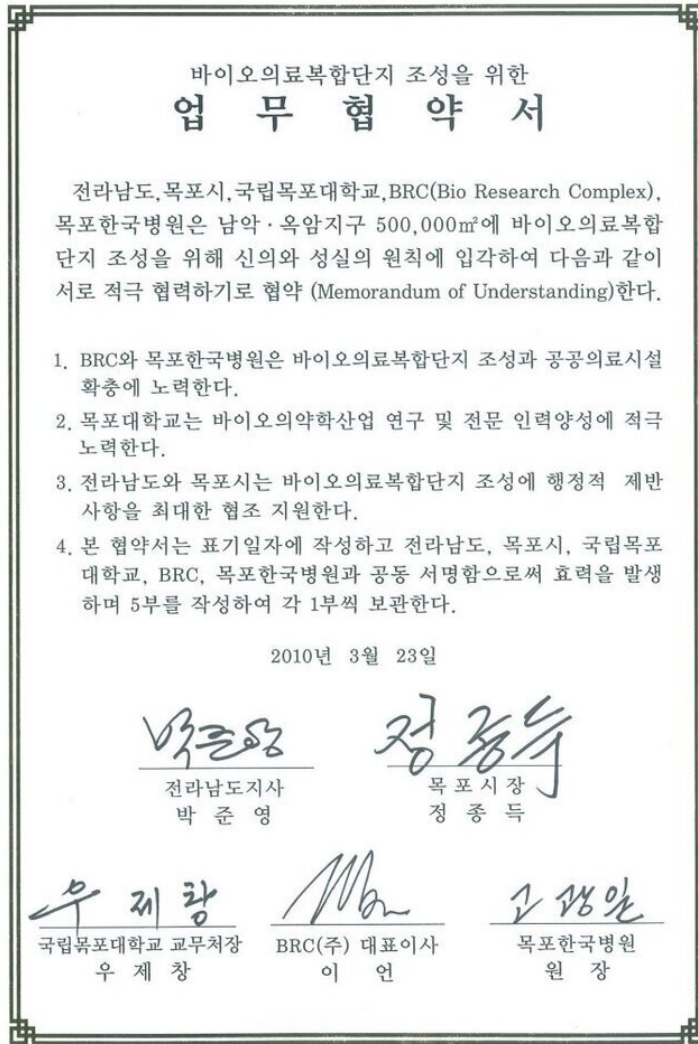 바이오의료복합단지 조성을 위한
업 무 협 약 서
전라남도,목포시,국립목포대학교,BRC(Bio Research Complex),
목포한국병원은 남악·옥암지구 500,000㎡에 바이오의료복합
단지 조성을 위해 신의와 성실의 원칙에 입각하여 다음과 같이
서로 적극 협력하기로 협약 (Memorandum of Understanding)한다.
1. BRC와 목포한국병원은 바이오의료복합단지 조성과 공공의료시설
확충에 노력한다.
2. 목포대학교는 바이오의약학산업 연구 및 전문 인력양성에 적극
노력한다.
3. 전라남도와 목포시는 바이오의료복합단지 조성에 행정적 제반
사항을 최대한 협조 지원한다.
4. 본 협약서는 표기일자에 작성하고 전라남도, 목포시, 국립목포
대학교, BRC, 목포한국병원과 공동 서명함으로써 효력을 발생
하며 5부를 작성하여 각 1부씩 보관한다.
2010년 3월 23일
박준영 정종득
전라남도지사 목포시장
박 준 영 정 종 득
우제창 고광일
국립목포대학교 교무처장 BRC(주) 대표이사 목포한국병원
우 제 창 이 언 원 장